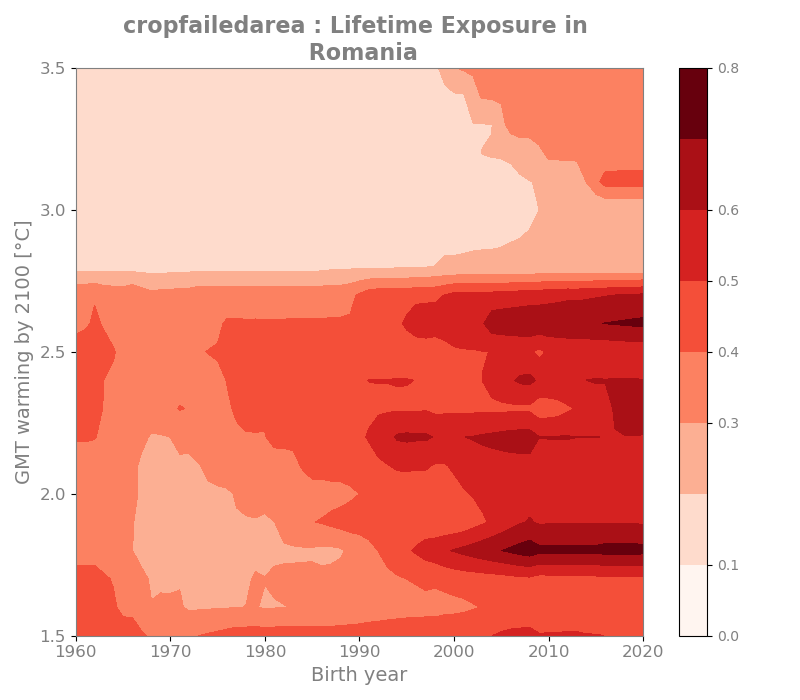 cropfailedarea : Lifetime Exposure in
Romania
GMT warming by 2100 [°C]
3.5
3.0
2.5
2.0
1.5
1960 1970 1980 1990 2000 2010 2020
Birth year
0.8
0.6
0.5
0.4
0.3
0.1
0.0